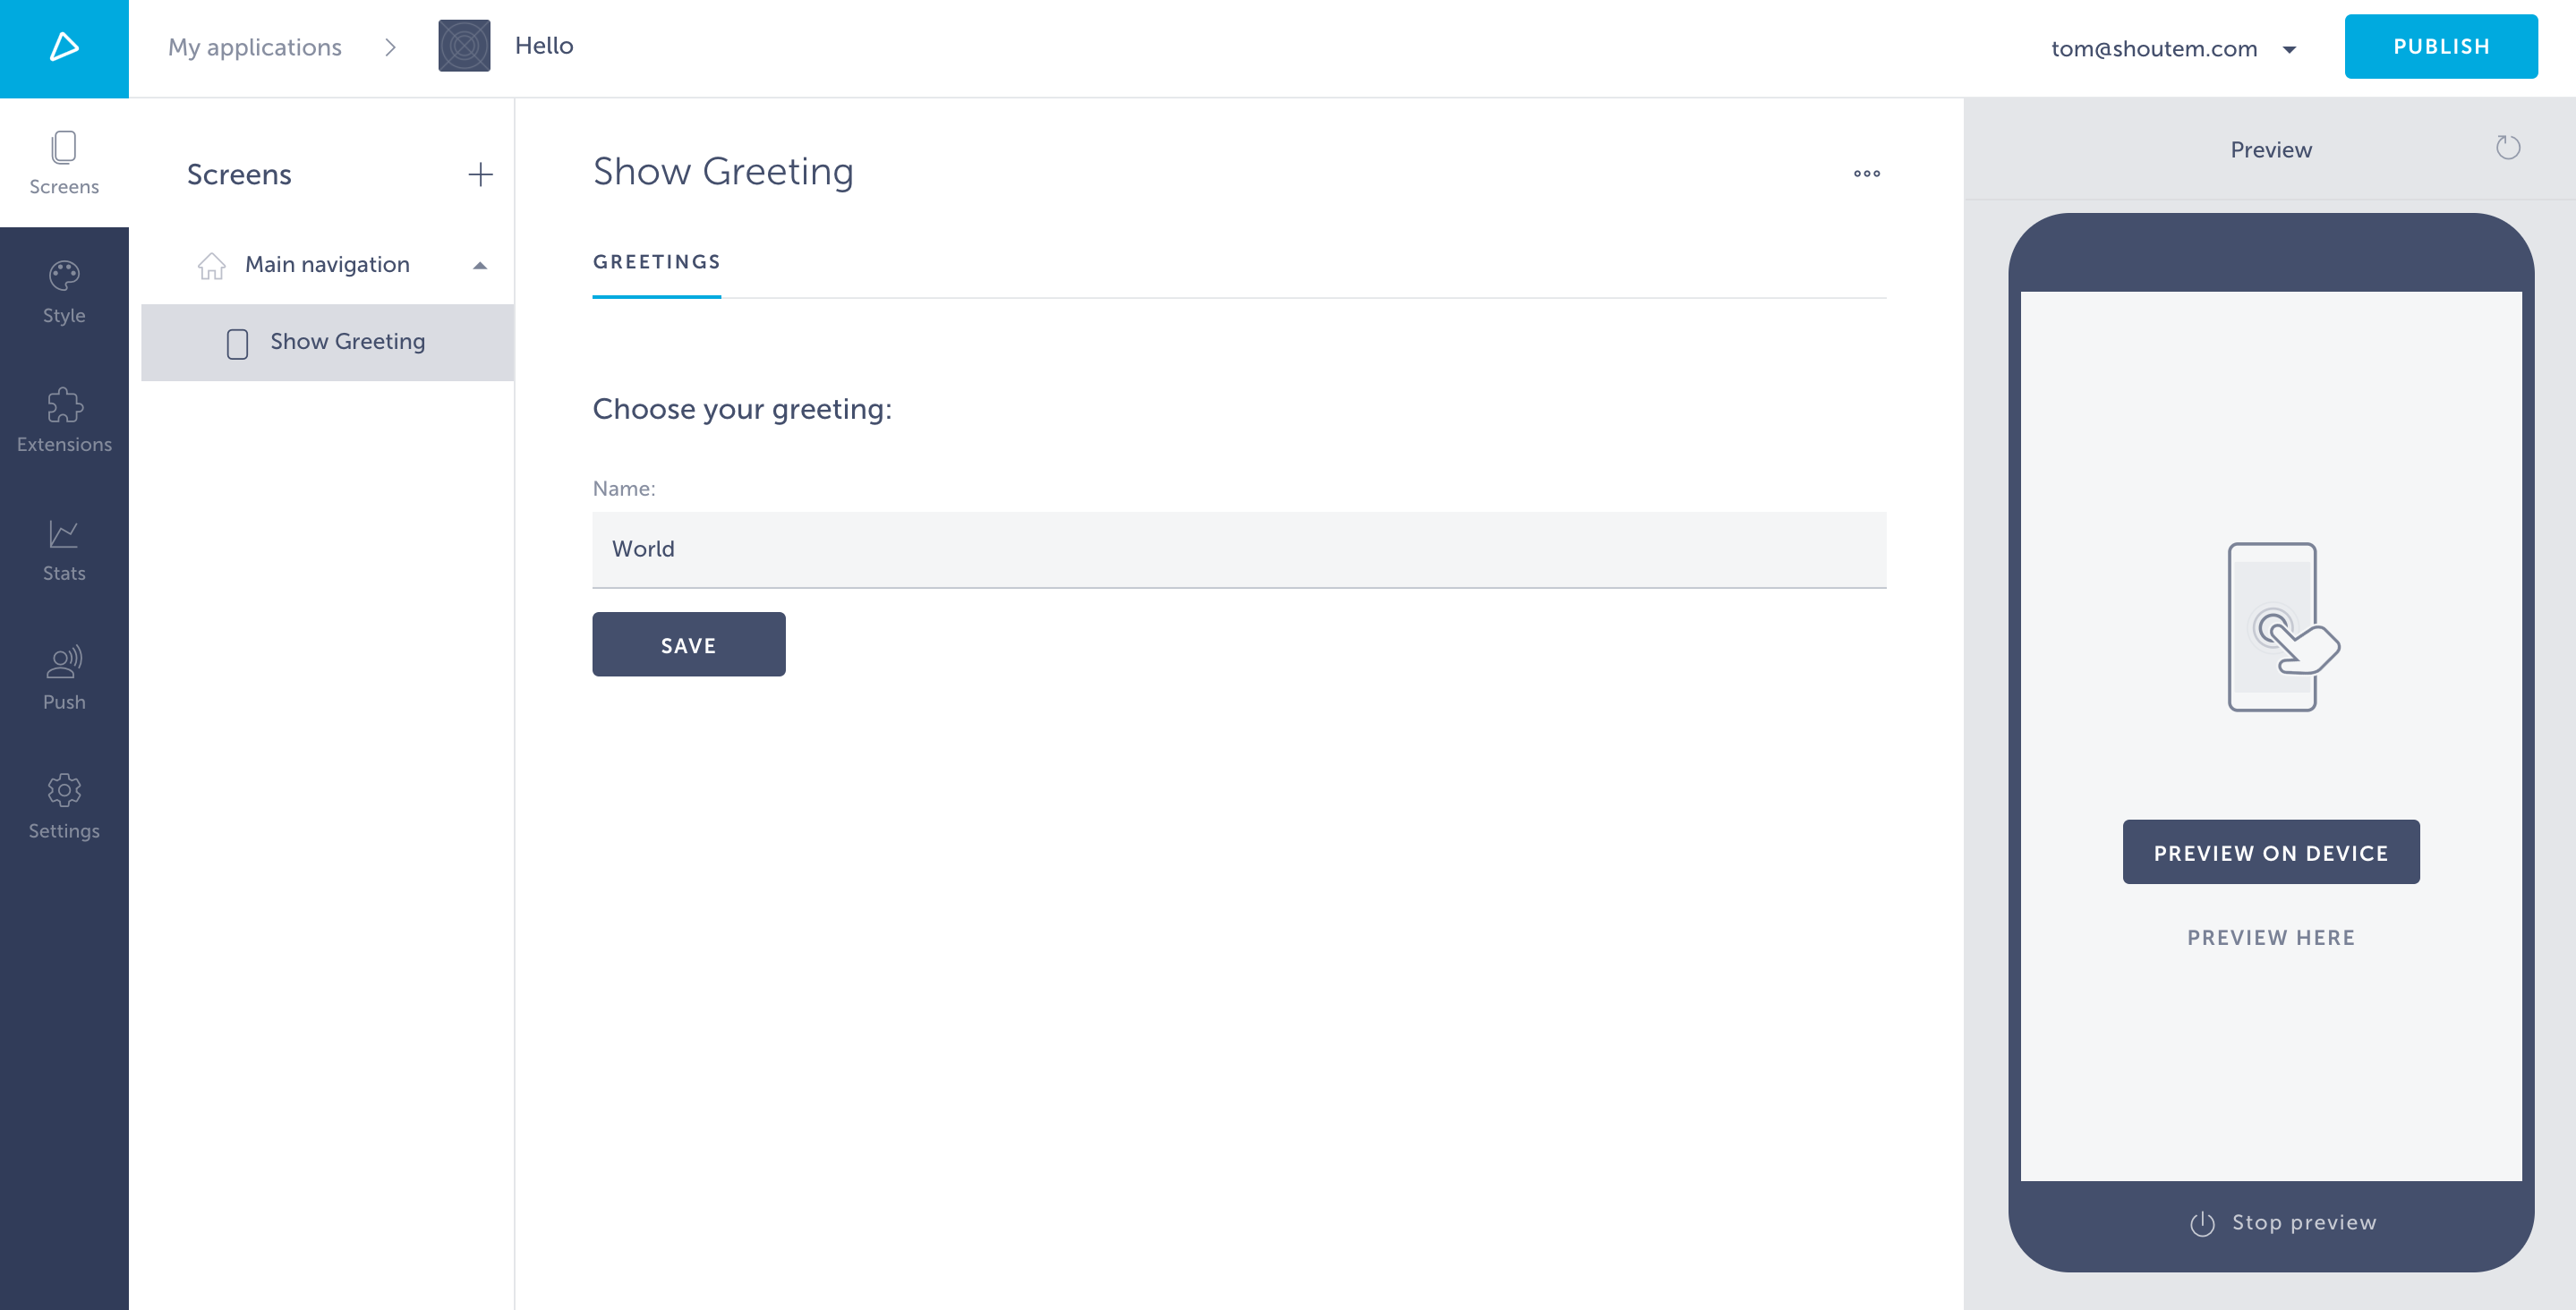 My applications
Hello
tom@shoutem.com
PUBLISH
Screens
Style
Extensions
Stats
Push
Settings
Screens
Main navigation
Show Greeting
Show Greeting
GREETINGS
Choose your greeting:
Name:
World
SAVE
Preview
PREVIEW ON DEVICE
PREVIEW HERE
Stop preview